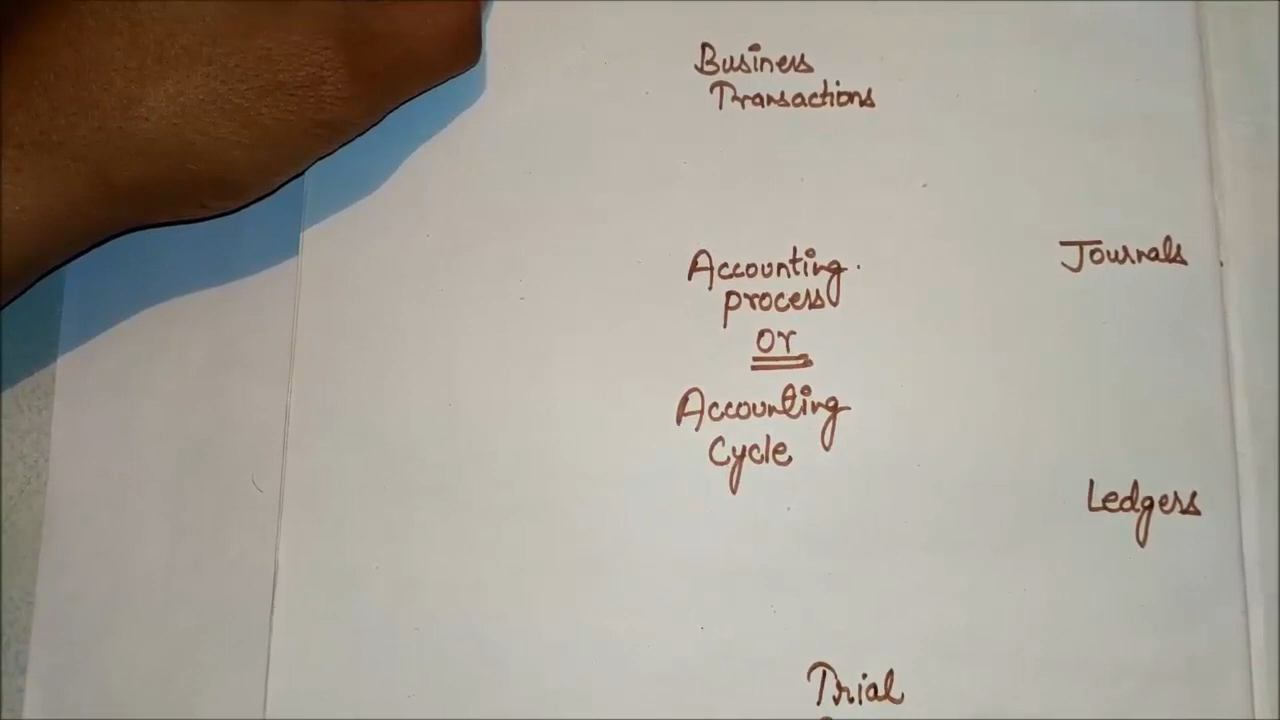 Business
Transactions
Accounting
process
or
Accounting
Cycle
Journals
Ledgers
Trial